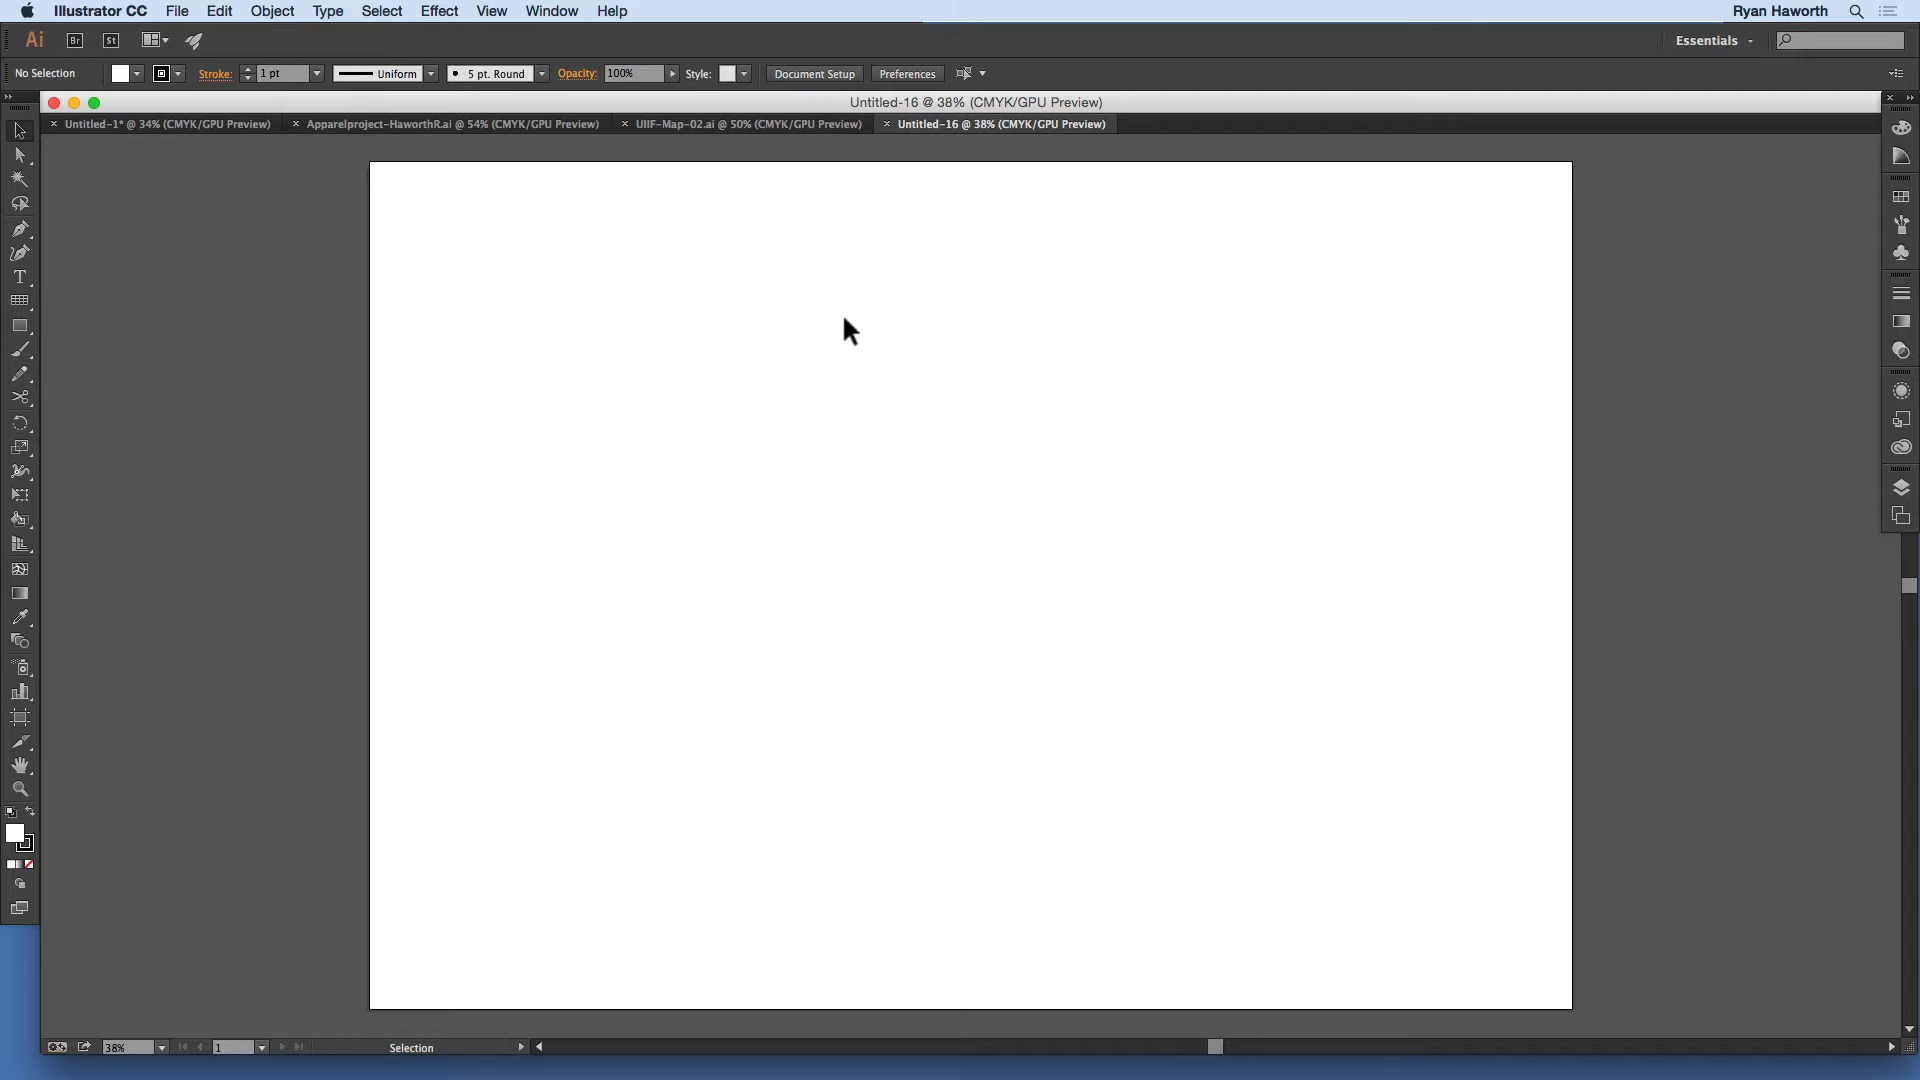 Illustrator CC File Edit Object Type Select Effect View Window Help Ryan Haworth
Ai Br St Essentials
No Selection Stroke: 1 pt Uniform 5 pt. Round Opacity: 100% Style: Document Setup Preferences
Untitled-16 @ 38% (CMYK/GPU Preview)
Untitled-1* @ 34% (CMYK/GPU Preview) Apparelproject-HaworthR.ai @ 54% (CMYK/GPU Preview) UIIF-Map-02.ai @ 50% (CMYK/GPU Preview) Untitled-16 @ 38% (CMYK/GPU Preview)
38% 1 Selection